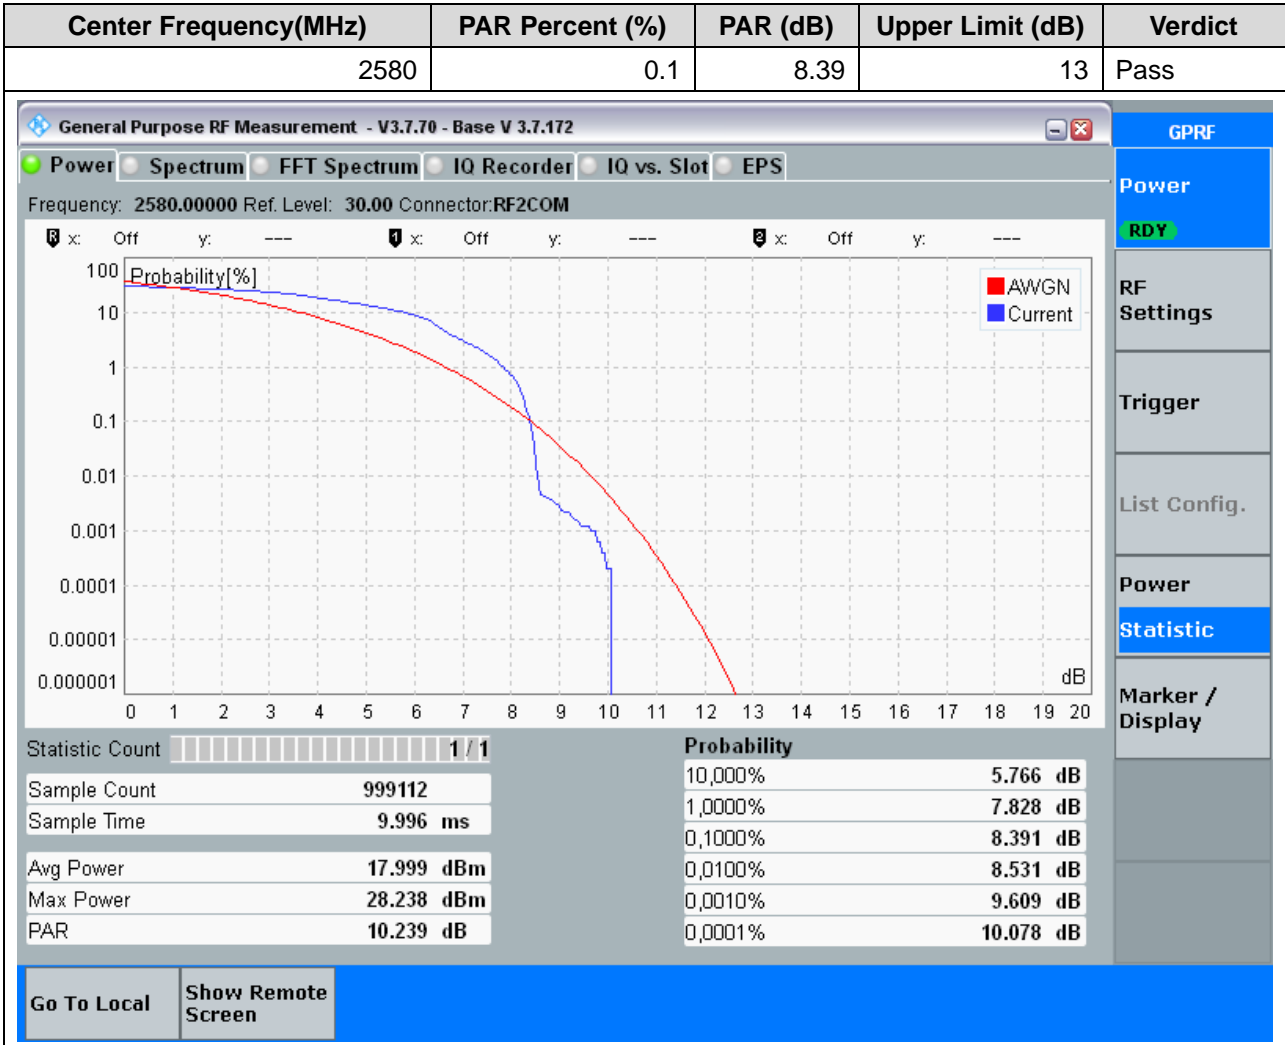 Center Frequency(MHz) PAR Percent (%) PAR (dB) Upper Limit (dB) Verdict
2580 0.1 8.39 13 Pass
General Purpose RF Measurement - V3.7.70 - Base V 3.7.172
GPRF
Power Spectrum FFT Spectrum IQ Recorder IQ vs. Slot EPS
Frequency: 2580.00000 Ref. Level: 30.00 Connector:RF2COM
R x: Off y: --- 1 x: Off y: --- 2 x: Off y: ---
Probability[%]
AWGN
Current
100
10
1
0.1
0.01
0.001
0.0001
0.00001
0.000001
dB
0 1 2 3 4 5 6 7 8 9 10 11 12 13 14 15 16 17 18 19 20
Statistic Count 1 / 1
Sample Count 999112
Sample Time 9.996 ms
Avg Power 17.999 dBm
Max Power 28.238 dBm
PAR 10.239 dB
Probability
10,000% 5.766 dB
1,0000% 7.828 dB
0,1000% 8.391 dB
0,0100% 8.531 dB
0,0010% 9.609 dB
0,0001% 10.078 dB
Power
RDY
RF
Settings
Trigger
List Config.
Power
Statistic
Marker /
Display
Go To Local
Show Remote
Screen